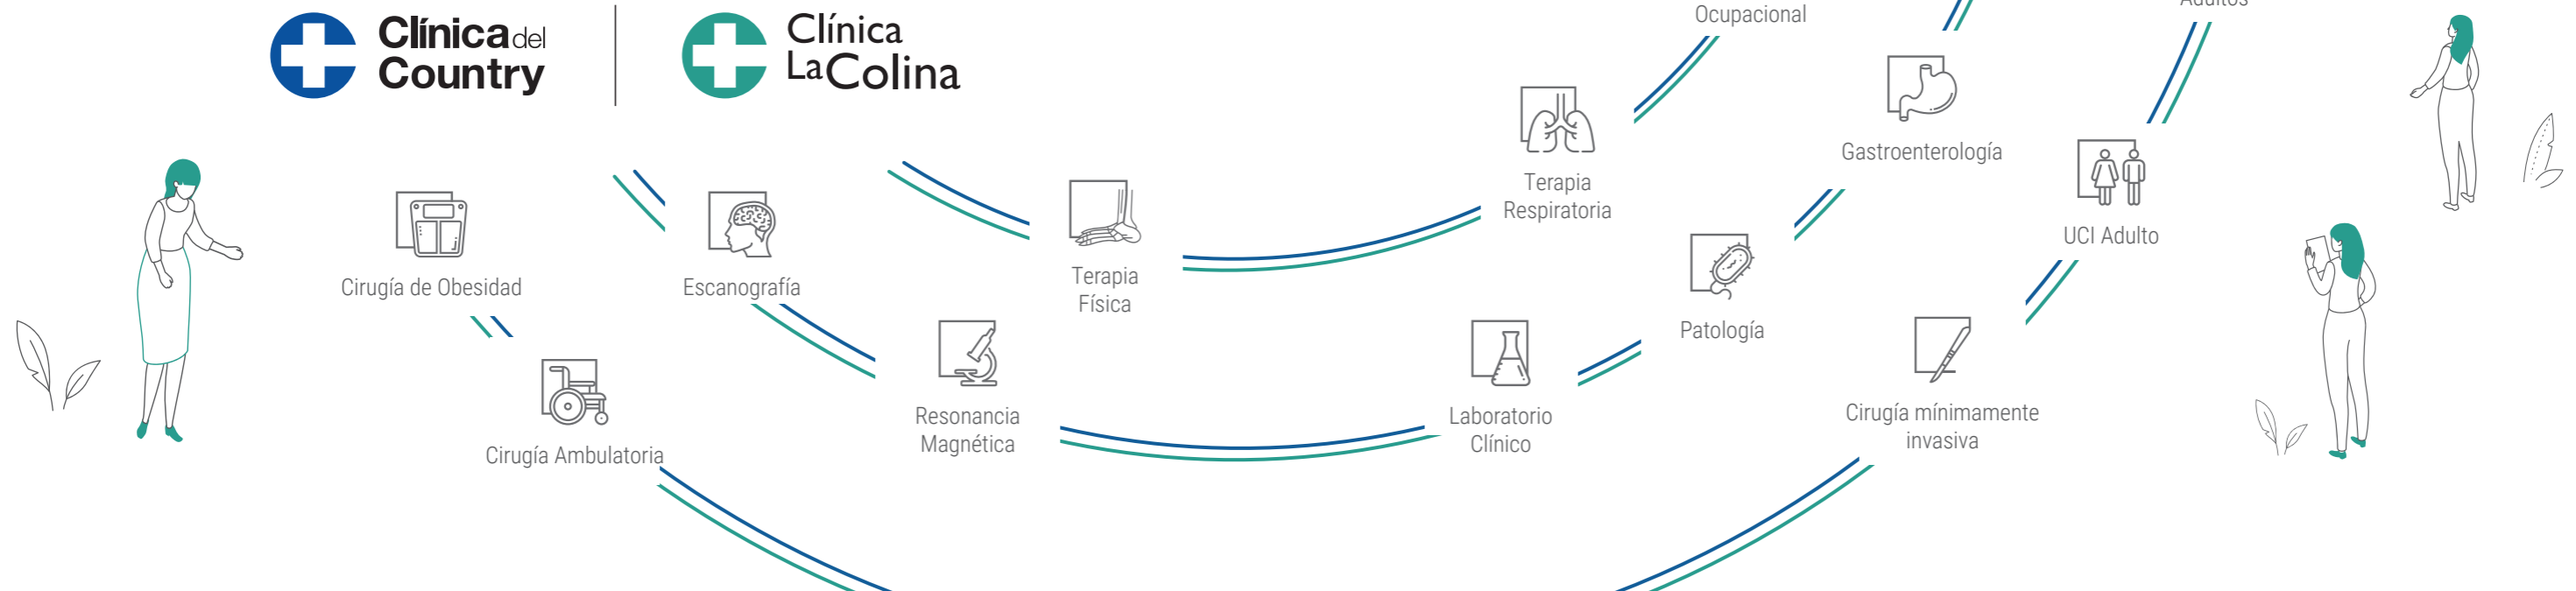 Clínica del
Country
Clínica
La Colina
Ocupacional
Adultos
Gastroenterología
Terapia
Respiratoria
UCI Adulto
Cirugía de Obesidad
Escanografía
Terapia
Física
Patología
Resonancia
Magnética
Laboratorio
Clínico
Cirugía mínimamente
invasiva
Cirugía Ambulatoria